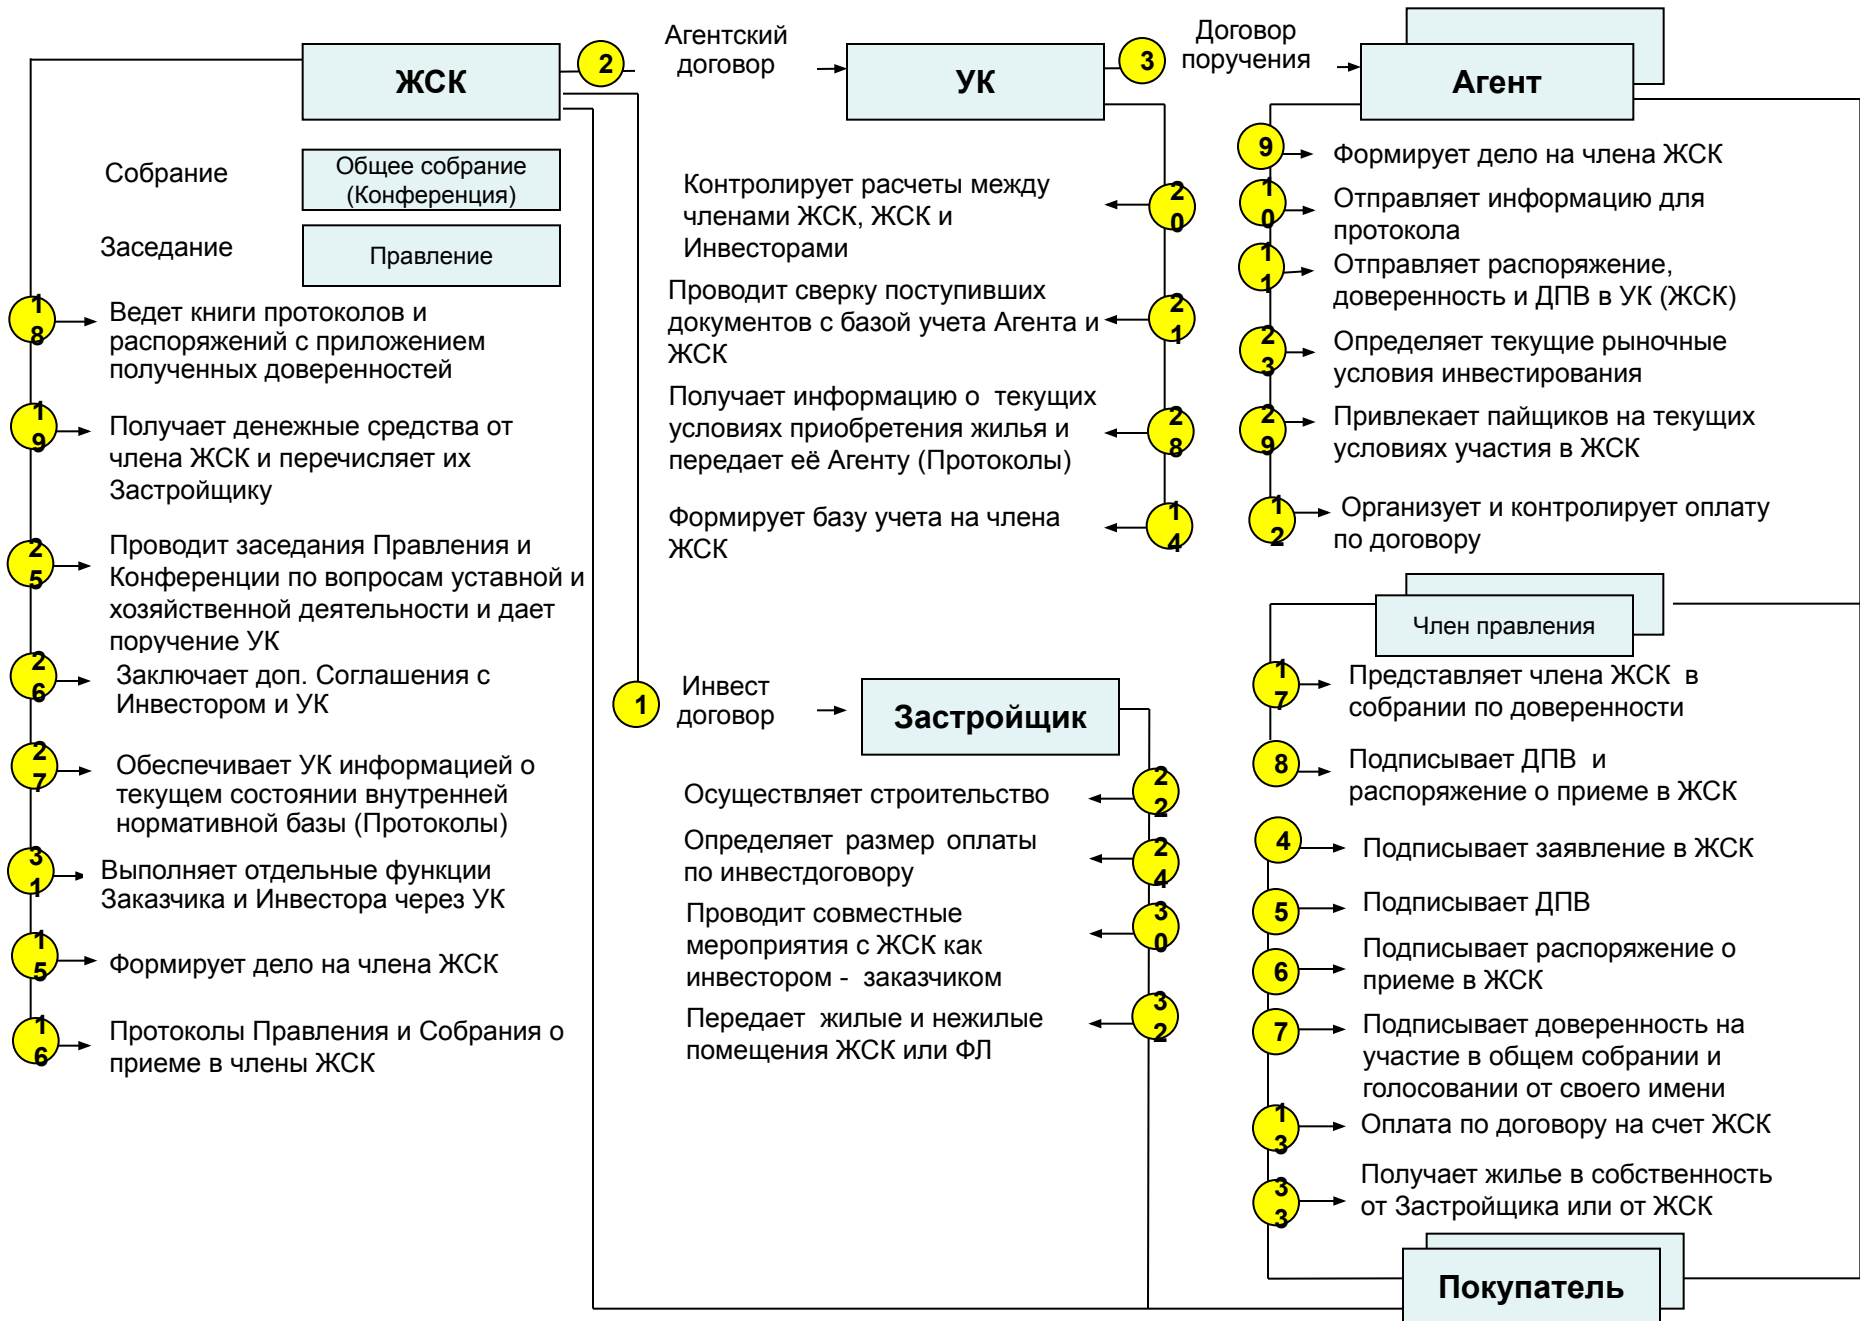 ЖСК
2
Агентский
договор
УК
3
Договор
поручения
Агент
Собрание
Общее собрание
(Конференция)
Заседание
Правление
18
Ведет книги протоколов и
распоряжений с приложением
полученных доверенностей
19
Получает денежные средства от
члена ЖСК и перечисляет их
Застройщику
25
Проводит заседания Правления и
Конференции по вопросам уставной и
хозяйственной деятельности и дает
поручение УК
26
Заключает доп. Соглашения с
Инвестором и УК
27
Обеспечивает УК информацией о
текущем состоянии внутренней
нормативной базы (Протоколы)
31
Выполняет отдельные функции
Заказчика и Инвестора через УК
15
Формирует дело на члена ЖСК
16
Протоколы Правления и Собрания о
приеме в члены ЖСК
Контролирует расчеты между
членами ЖСК, ЖСК и
Инвесторами
20
Проводит сверку поступивших
документов с базой учета Агента и
ЖСК
21
Получает информацию о текущих
условиях приобретения жилья и
передает её Агенту (Протоколы)
28
Формирует базу учета на члена
ЖСК
14
1
Инвест
договор
Застройщик
Осуществляет строительство
22
Определяет размер оплаты
по инвестдоговору
24
Проводит совместные
мероприятия с ЖСК как
инвестором - заказчиком
30
Передает жилые и нежилые
помещения ЖСК или ФЛ
32
9
Формирует дело на члена ЖСК
10
Отправляет информацию для
протокола
11
Отправляет распоряжение,
доверенность и ДПВ в УК (ЖСК)
23
Определяет текущие рыночные
условия инвестирования
29
Привлекает пайщиков на текущих
условиях участия в ЖСК
12
Организует и контролирует оплату
по договору
Член правления
17
Представляет члена ЖСК в
собрании по доверенности
8
Подписывает ДПВ и
распоряжение о приеме в ЖСК
4
Подписывает заявление в ЖСК
5
Подписывает ДПВ
6
Подписывает распоряжение о
приеме в ЖСК
7
Подписывает доверенность на
участие в общем собрании и
голосовании от своего имени
13
Оплата по договору на счет ЖСК
33
Получает жилье в собственность
от Застройщика или от ЖСК
Покупатель